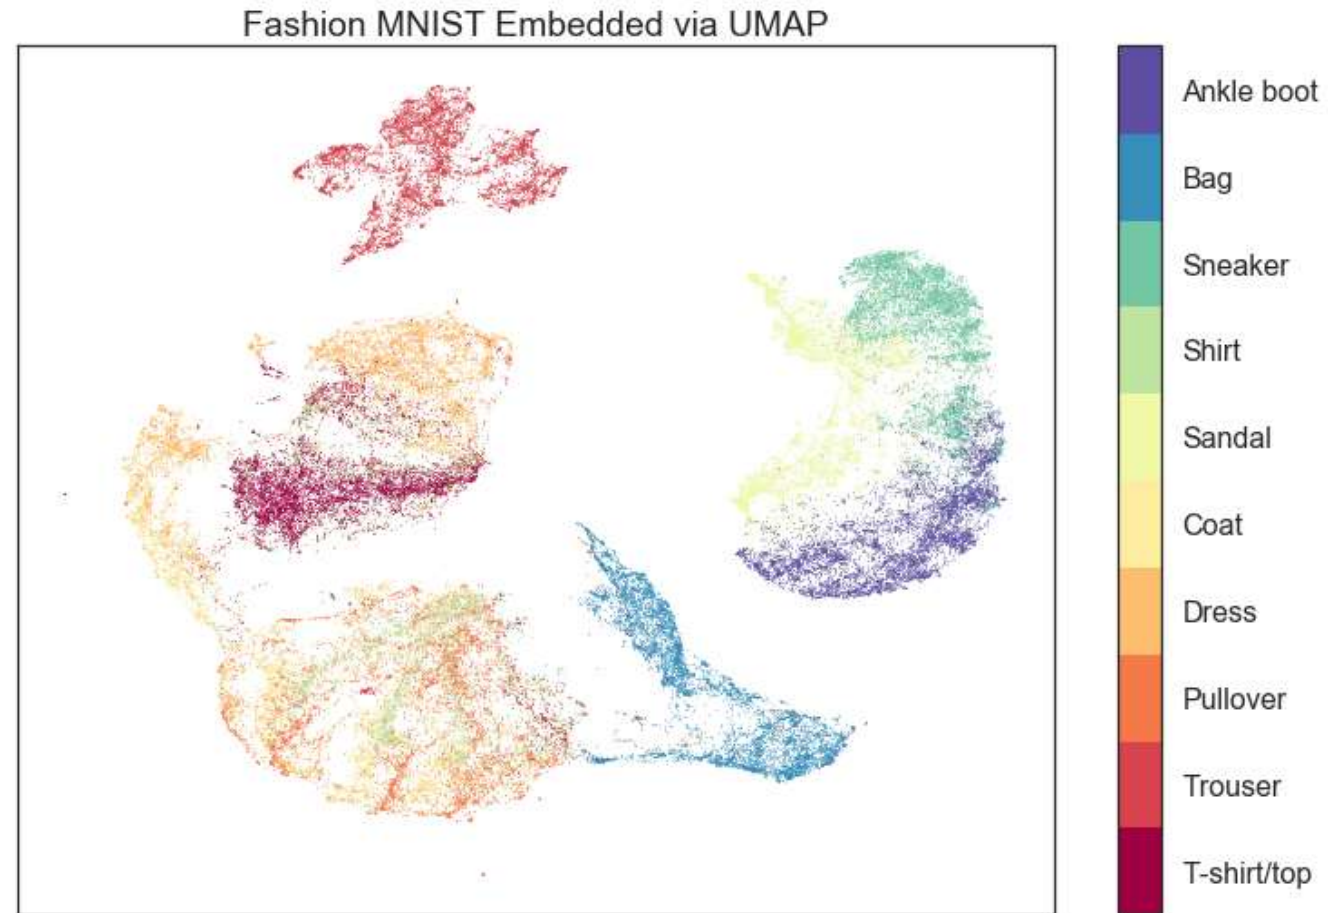 Fashion MNIST Embedded via UMAP
Ankle boot
Bag
Sneaker
Shirt
Sandal
Coat
Dress
Pullover
Trouser
T-shirt/top